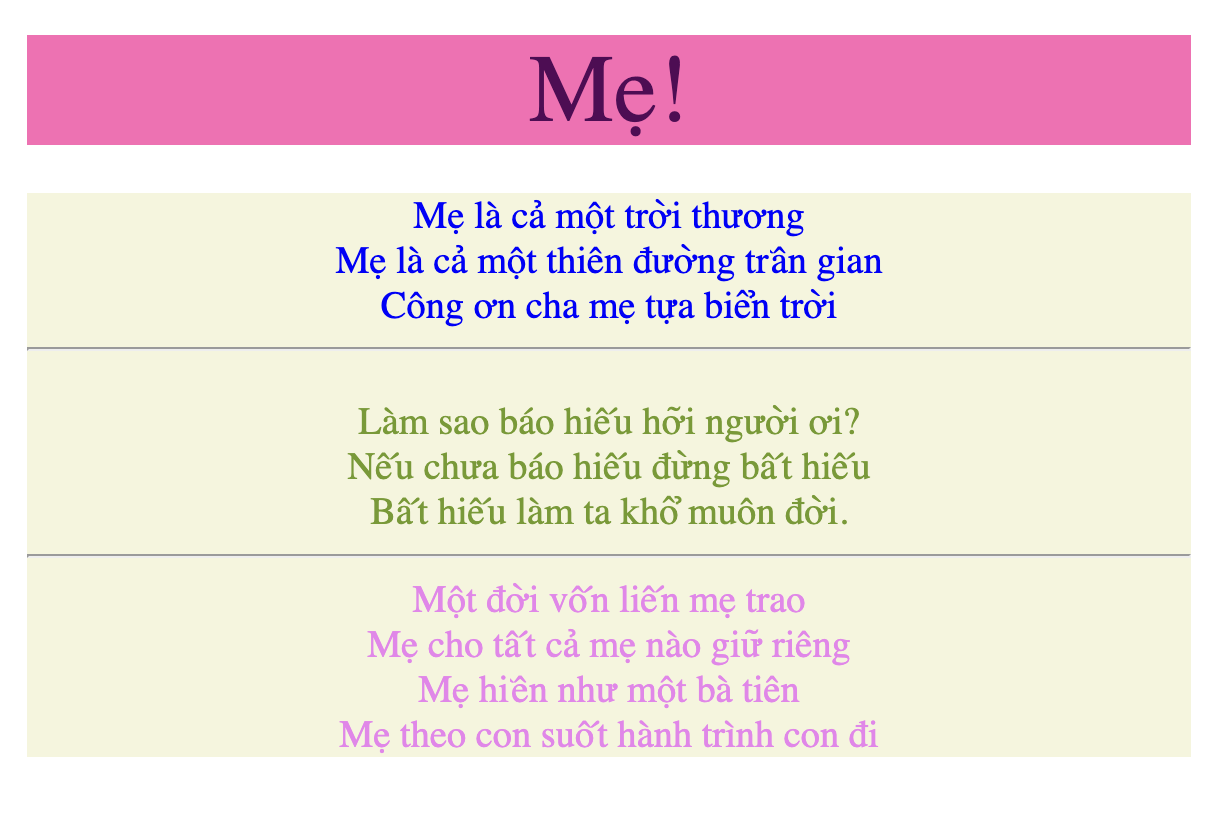 Mẹ!
Mẹ là cả một trời thương
Mẹ là cả một thiên đường trần gian
Công ơn cha mẹ tựa biển trời
Làm sao báo hiếu hỡi người ơi?
Nếu chưa báo hiếu đừng bất hiếu
Bất hiếu làm ta khổ muôn đời.
Một đời vốn liến mẹ trao
Mẹ cho tất cả mẹ nào giữ riêng
Mẹ hiền như một bà tiên
Mẹ theo con suốt hành trình con đi